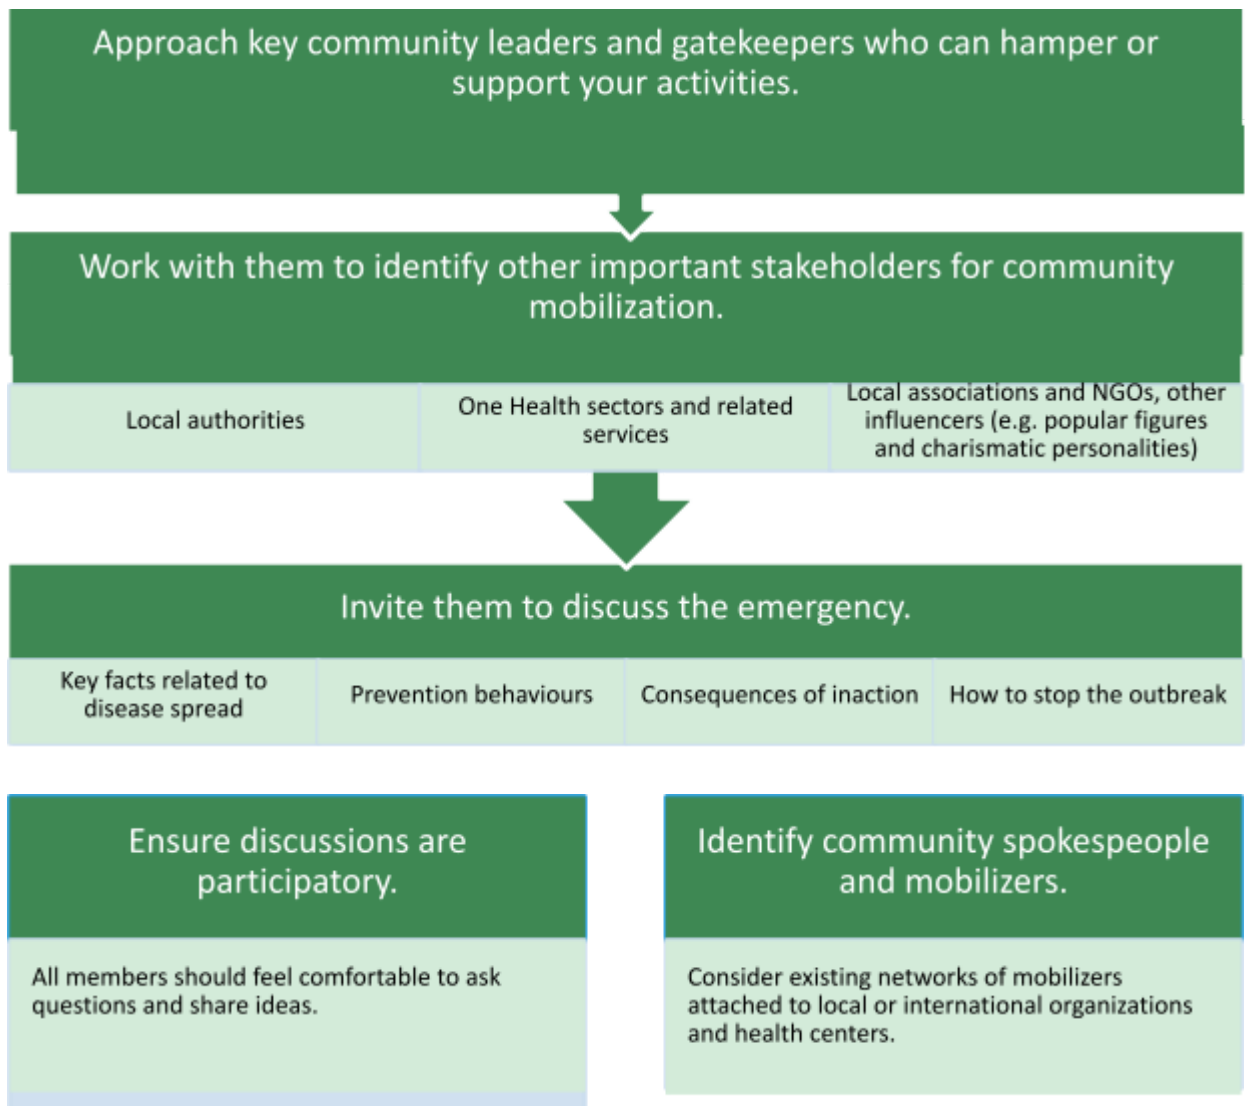 Approach key community leaders and gatekeepers who can hamper or
support your activities.
Work with them to identify other important stakeholders for community
mobilization.
Local authorities
One Health sectors and related
services
Local associations and NGOs, other
influencers (e.g. popular figures
and charismatic personalities)
Invite them to discuss the emergency.
Key facts related to
disease spread
Prevention behaviours
Consequences of inaction
How to stop the outbreak
Ensure discussions are
participatory.
All members should feel comfortable to ask
questions and share ideas.
Identify community spokespeople
and mobilizers.
Consider existing networks of mobilizers
attached to local or international organizations
and health centers.